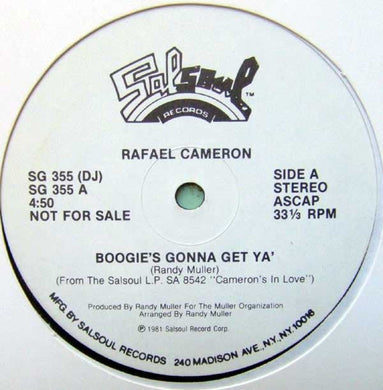 Salsoul
RECORDS
TM
RAFAEL CAMERON
SG 355 (DJ)
SG 355 A
4:50
NOT FOR SALE
SIDE A
STEREO
ASCAP
33⅓ RPM
BOOGIE'S GONNA GET YA'
(Randy Muller)
(From The Salsoul L.P. SA 8542 "Cameron's In Love")
Produced By Randy Muller For The Muller Organization
Arranged By Randy Muller
℗ 1981 Salsoul Record Corp.
MFG. BY SALSOUL RECORDS 240 MADISON AVE., NY., NY. 10016